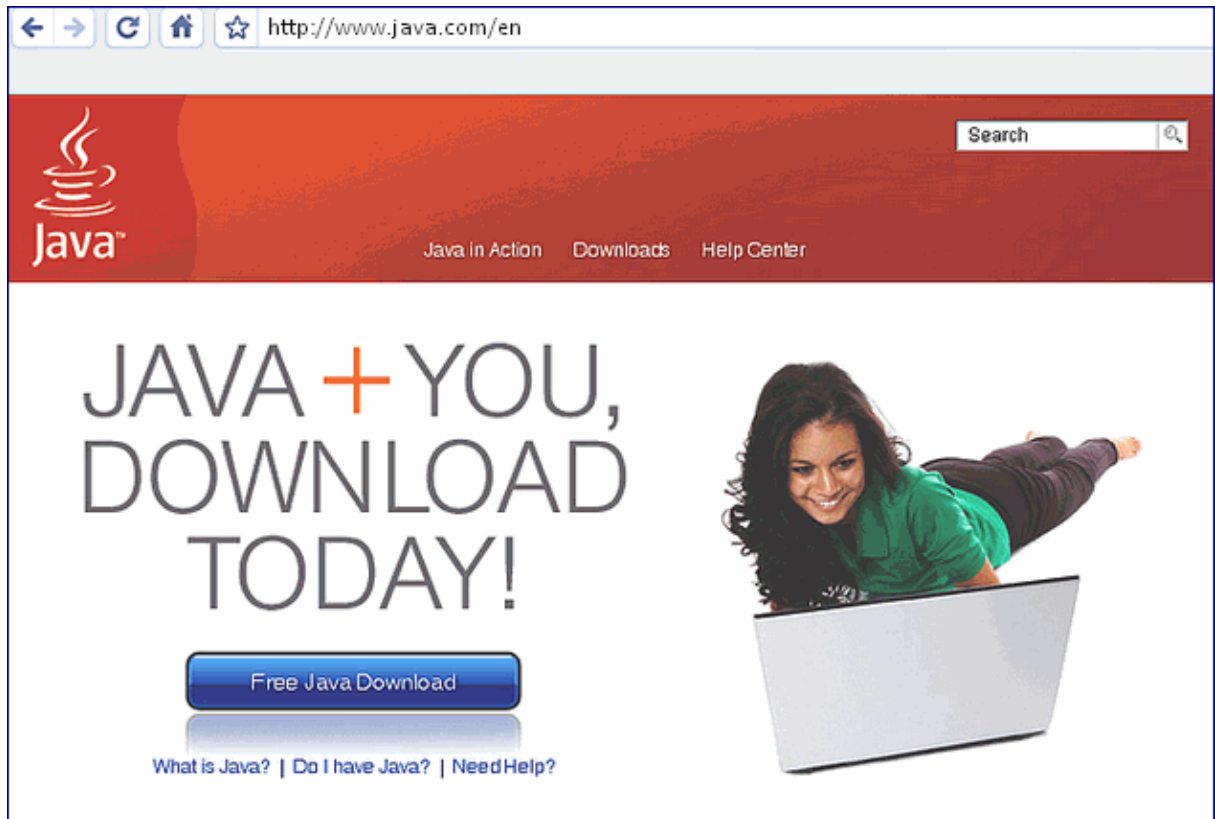 http://www.java.com/en
Search
Java™
Java in Action Downloads Help Center
JAVA + YOU,
DOWNLOAD
TODAY!
Free Java Download
What is Java? | Do I have Java? | Need Help?